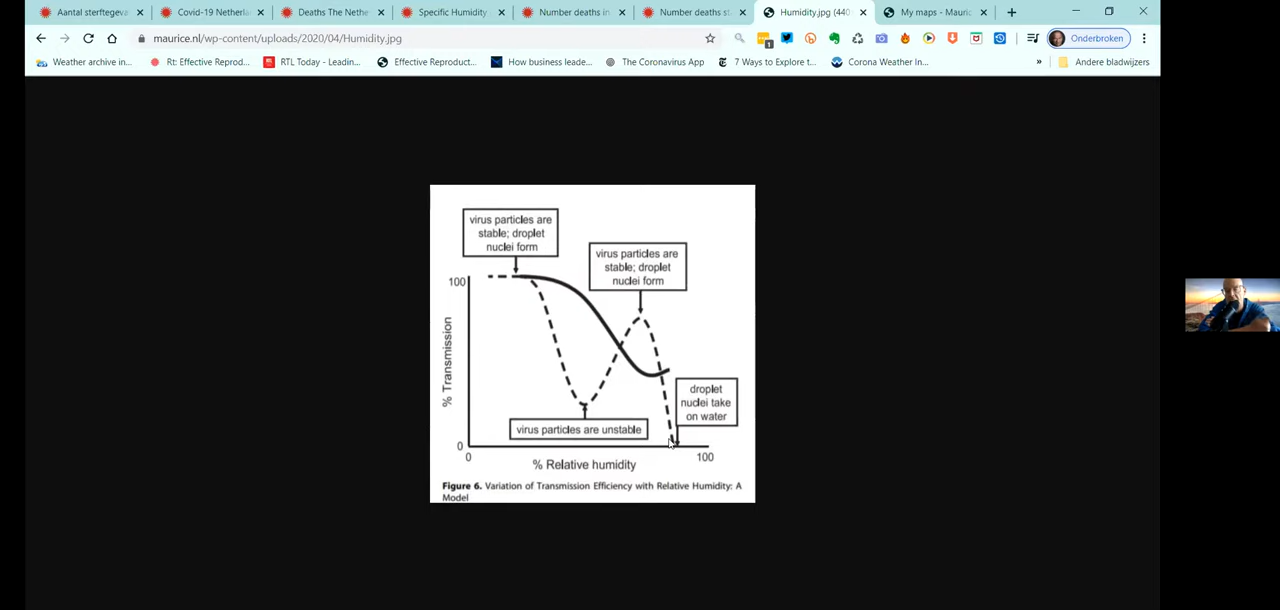 Aantal sterftegeva
Covid-19 Netherla
Deaths The Nethe
Specific Humidity
Number deaths in
Number deaths st
Humidity.jpg (440
My maps - Mauric
maurice.nl/wp-content/uploads/2020/04/Humidity.jpg
1
Onderbroken
Weather archive in...
Rt: Effective Reprod...
RTL Today - Leadin...
Effective Reproduct...
How business leade...
The Coronavirus App
7 Ways to Explore t...
Corona Weather In...
»
Andere bladwijzers
virus particles are
stable; droplet
nuclei form
virus particles are
stable; droplet
nuclei form
100
% Transmission
droplet
nuclei take
on water
virus particles are unstable
0
0
100
% Relative humidity
Figure 6. Variation of Transmission Efficiency with Relative Humidity: A
Model